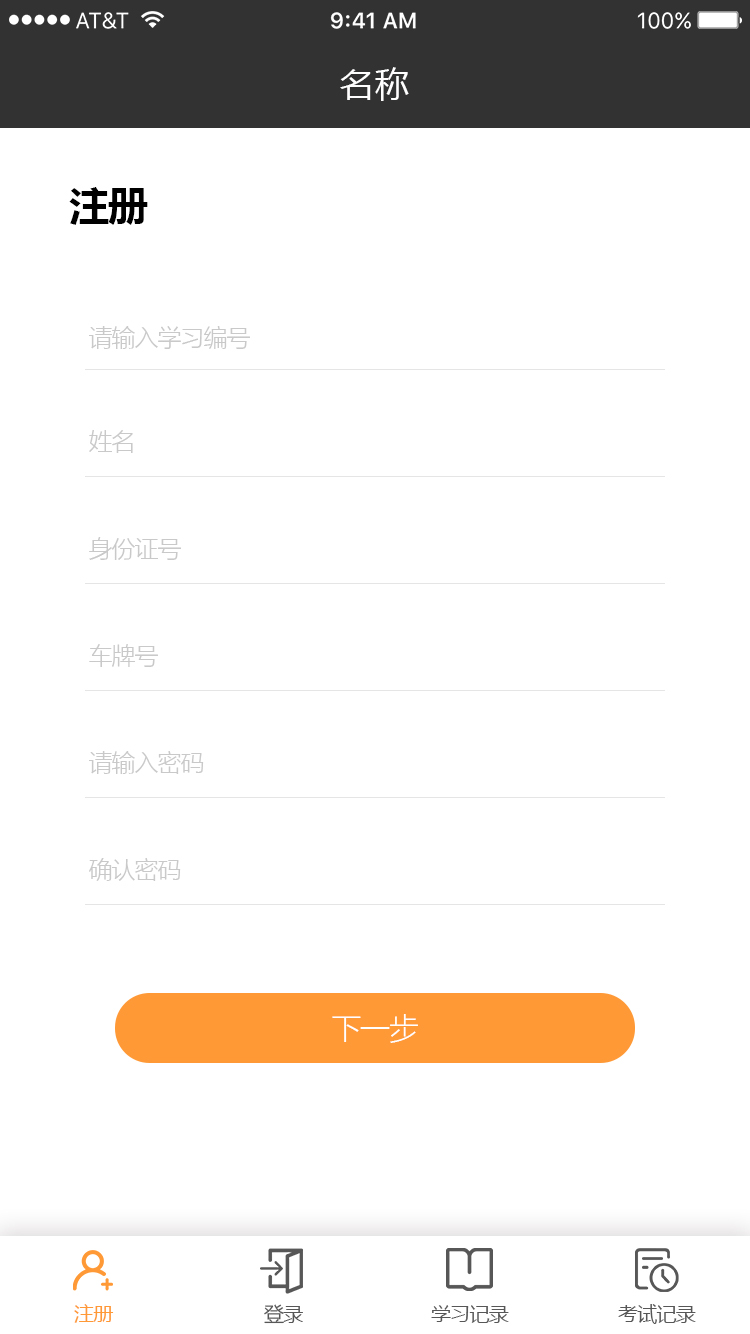 AT&T 9:41 AM 100%
名称
注册
请输入学习编号
姓名
身份证号
车牌号
请输入密码
确认密码
下一步
注册 登录 学习记录 考试记录